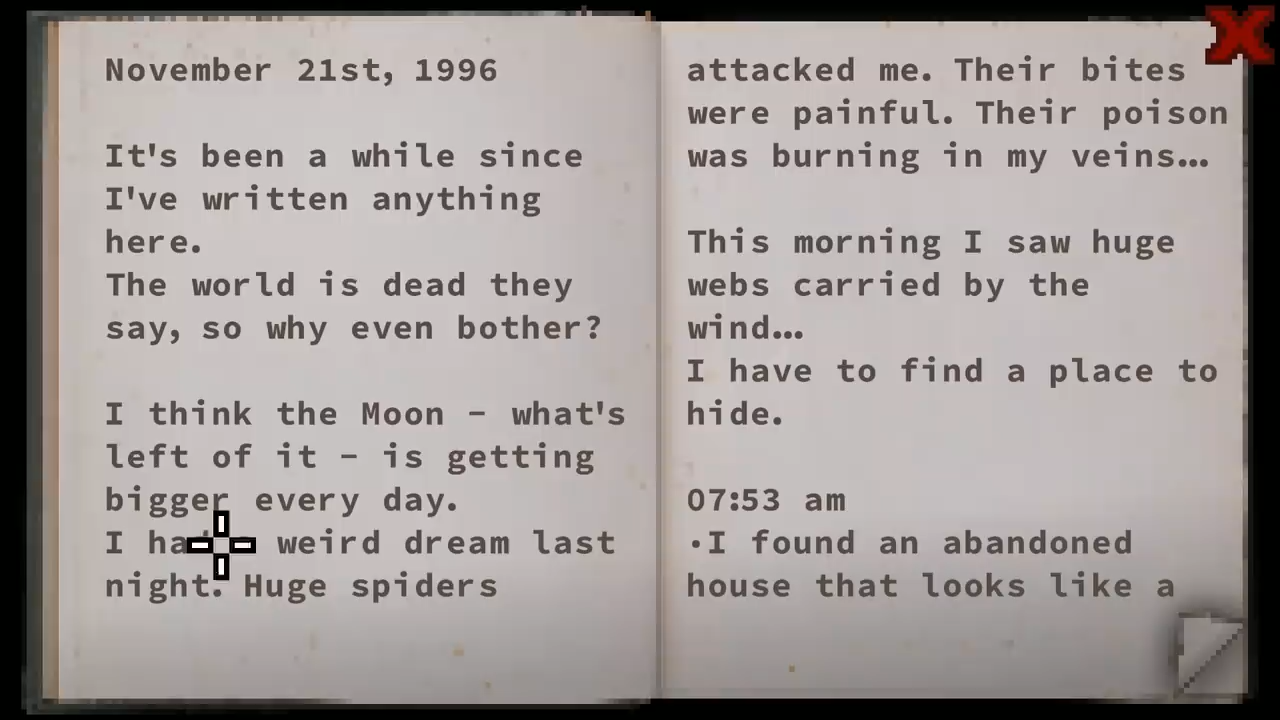 November 21st, 1996
It's been a while since
I've written anything
here.
The world is dead they
say, so why even bother?
I think the Moon - what's
left of it - is getting
bigger every day.
I weird dream last
night. Huge spiders
attacked me. Their bites
were painful. Their poison
was burning in my veins...
This morning I saw huge
webs carried by the
wind...
I have to find a place to
hide.
07:53 am
·I found an abandoned
house that looks like a